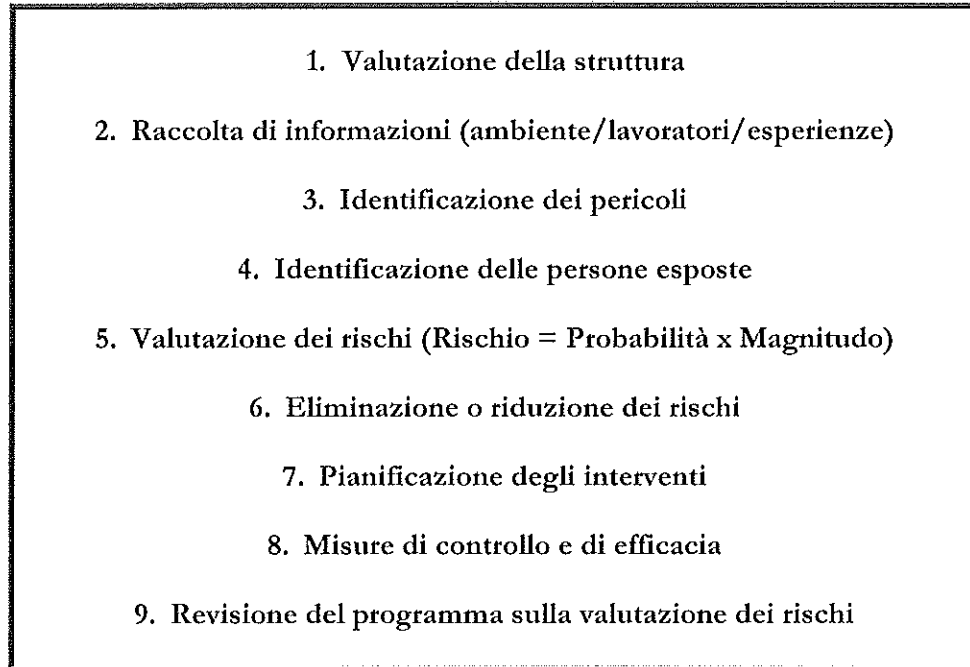 1. Valutazione della struttura
2. Raccolta di informazioni (ambiente/lavoratori/esperienze)
3. Identificazione dei pericoli
4. Identificazione delle persone esposte
5. Valutazione dei rischi (Rischio = Probabilità x Magnitudo)
6. Eliminazione o riduzione dei rischi
7. Pianificazione degli interventi
8. Misure di controllo e di efficacia
9. Revisione del programma sulla valutazione dei rischi